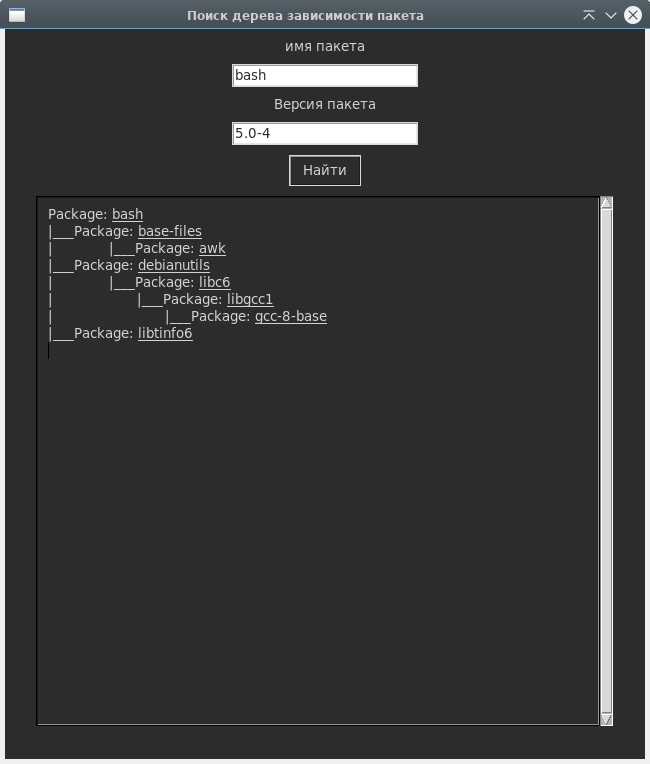 Поиск дерева зависимости пакета
имя пакета
bash
Версия пакета
5.0-4
Найти
Package: bash
|___Package: base-files
| |___Package: awk
|___Package: debianutils
| |___Package: libc6
| |___Package: libgcc1
| |___Package: gcc-8-base
|___Package: libtinfo6